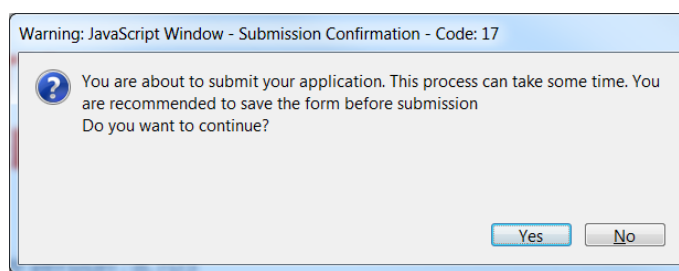 Warning: JavaScript Window - Submission Confirmation - Code: 17
You are about to submit your application. This process can take some time. You
are recommended to save the form before submission
Do you want to continue?
Yes No